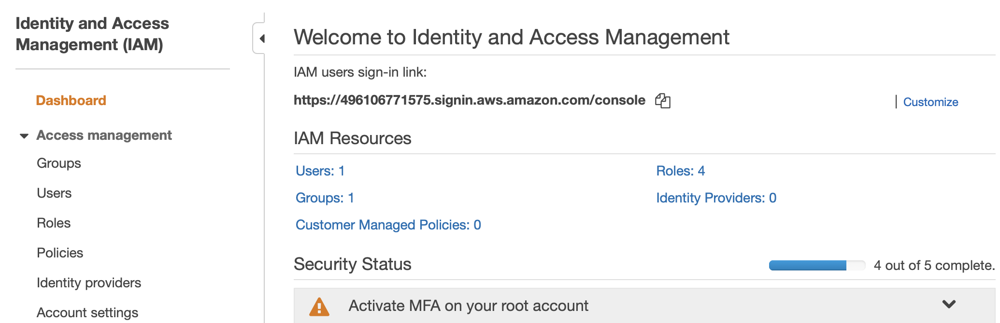 Identity and Access
Management (IAM)
Dashboard
Access management
Groups
Users
Roles
Policies
Identity providers
Account settings
Welcome to Identity and Access Management
IAM users sign-in link:
https://496106771575.signin.aws.amazon.com/console
Customize
IAM Resources
Users: 1
Roles: 4
Groups: 1
Identity Providers: 0
Customer Managed Policies: 0
Security Status
4 out of 5 complete.
Activate MFA on your root account